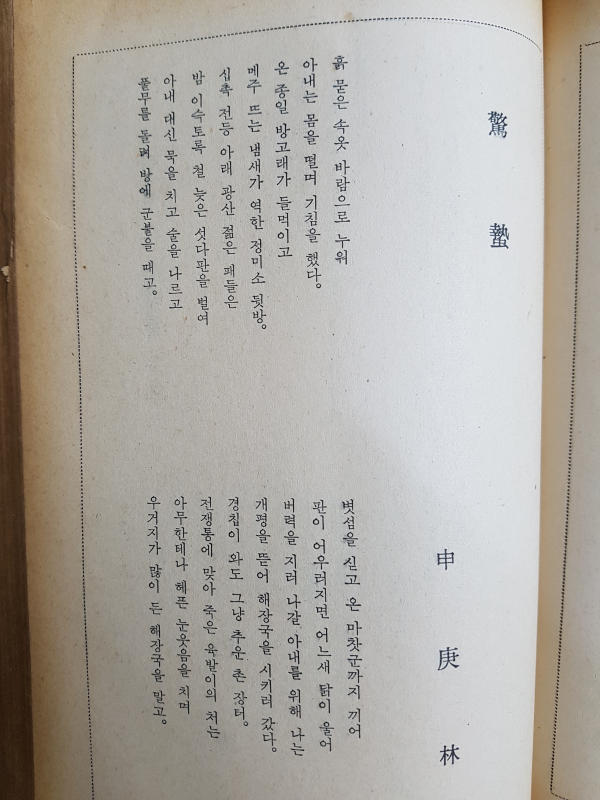 驚蟄
申庚林
흙 묻은 속옷 바람으로 누워
아내는 몸을 떨며 기침을 했다。
온 종일 방고래가 들먹이고
메주 뜨는 냄새가 역한 정미소 뒷방。
십촉 전등 아래 광산 젊은 패들은
밤 이슥토록 철 늦은 섯다판을 벌여
아내 대신 묵을 치고 술을 나르고
풀무를 돌려 방에 군불을 때고。
볏섬을 싣고 온 마찻군까지 끼어
판이 어우러지면 어느새 닭이 울어
버력을 지러 나갈 아내를 위해 나는
개평을 뜯어 해장국을 시키러 갔다。
경칩이 와도 그냥 추운 촌 장터。
전쟁통에 맞아 죽은 육발이의 처는
아무한테나 헤픈 눈웃음을 치며
우거지가 많이 든 해장국을 말고。